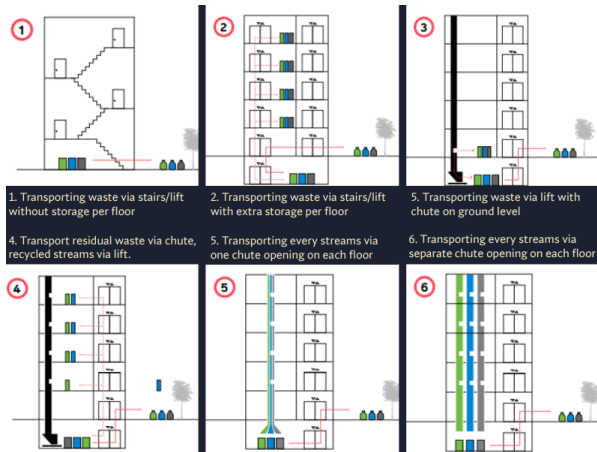 1
2
3
1. Transporting waste via stairs/lift
without storage per floor
2. Transporting waste via stairs/lift
with extra storage per floor
5. Transporting waste via lift with
chute on ground level
4. Transport residual waste via chute,
recycled streams via lift.
5. Transporting every streams via
one chute opening on each floor
6. Transporting every streams via
separate chute opening on each floor
4
5
6